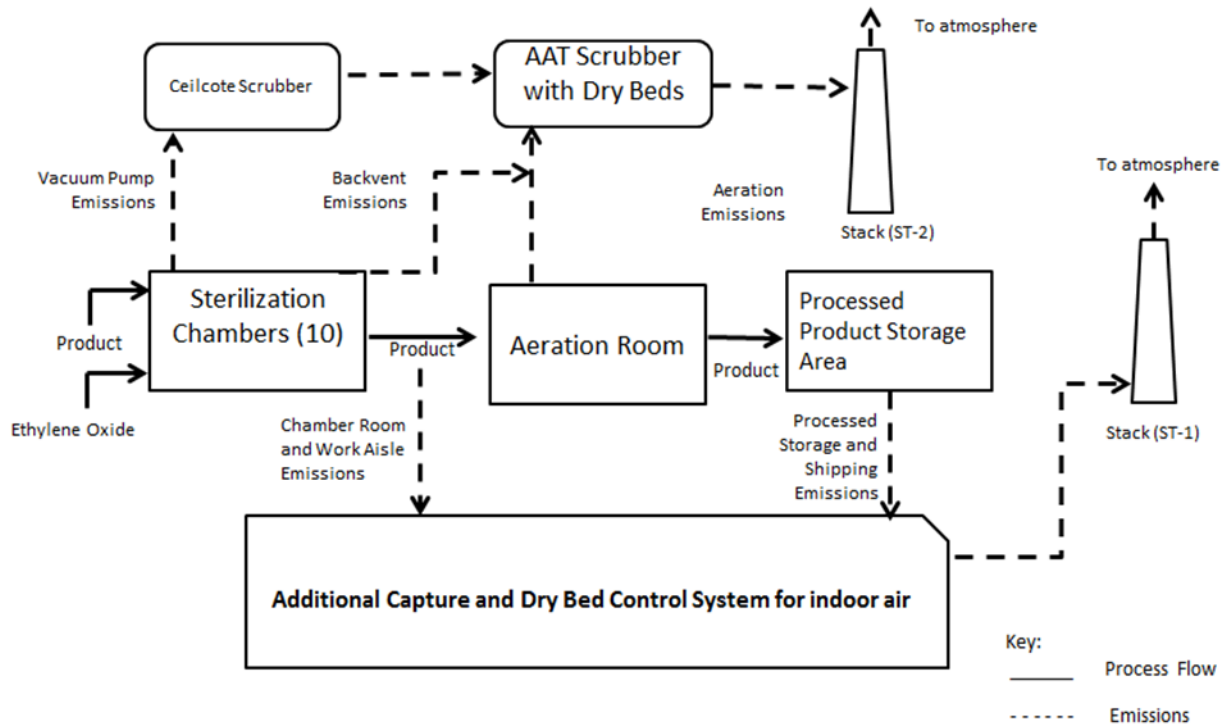 To atmosphere
Ceilcote Scrubber
AAT Scrubber
with Dry Beds
Vacuum Pump
Emissions
Backvent
Emissions
Aeration
Emissions
Stack (ST-2)
To atmosphere
Sterilization
Chambers (10)
Product
Ethylene Oxide
Product
Aeration Room
Product
Processed
Product Storage
Area
Chamber Room
and Work Aisle
Emissions
Processed
Storage and
Shipping
Emissions
Stack (ST-1)
Additional Capture and Dry Bed Control System for indoor air
Key:
Process Flow
Emissions